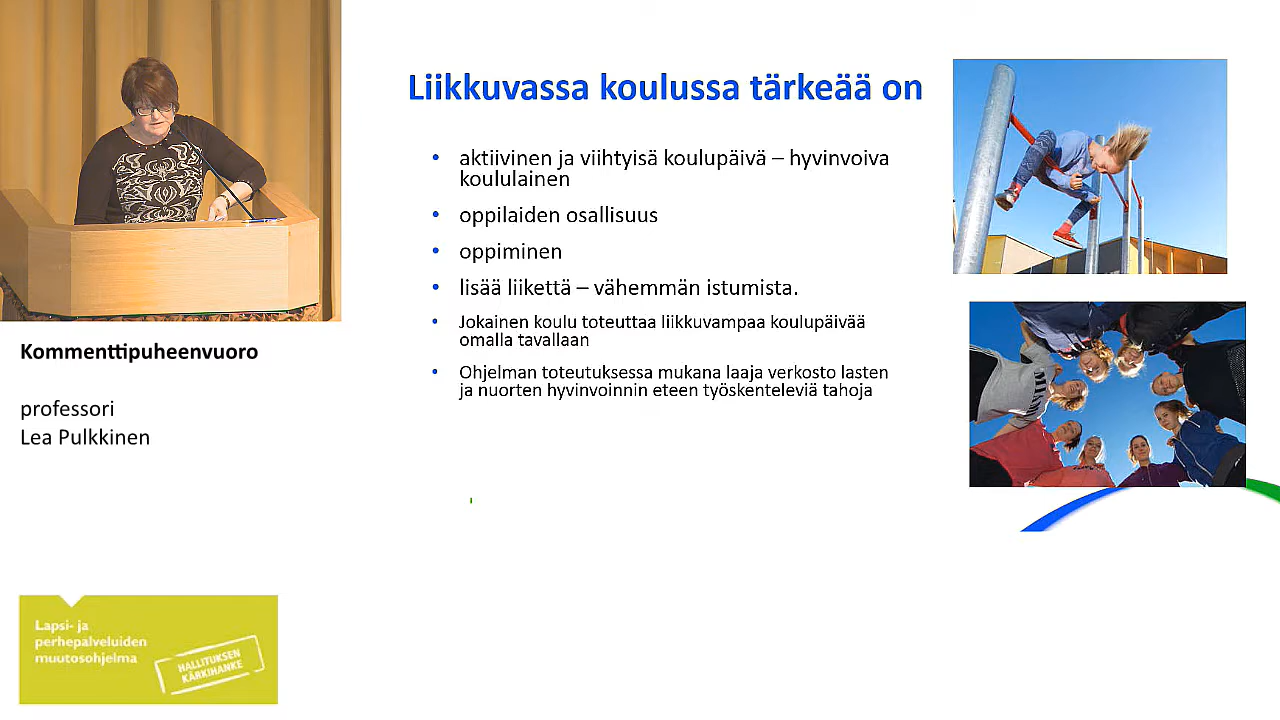 Liikkuvassa koulussa tärkeää on
• aktiivinen ja viihtyisä koulupäivä – hyvinvoiva
koululainen
• oppilaiden osallisuus
• oppiminen
• lisää liikettä – vähemmän istumista.
• Jokainen koulu toteuttaa liikkuvampaa koulupäivää
omalla tavallaan
• Ohjelman toteutuksessa mukana laaja verkosto lasten
ja nuorten hyvinvoinnin eteen työskenteleviä tahoja
Kommenttipuheenvuoro
professori
Lea Pulkkinen
Lapsi- ja
perhepalveluiden
muutosohjelma
HALLITUKSEN
KÄRKIHANKE
MIAMI